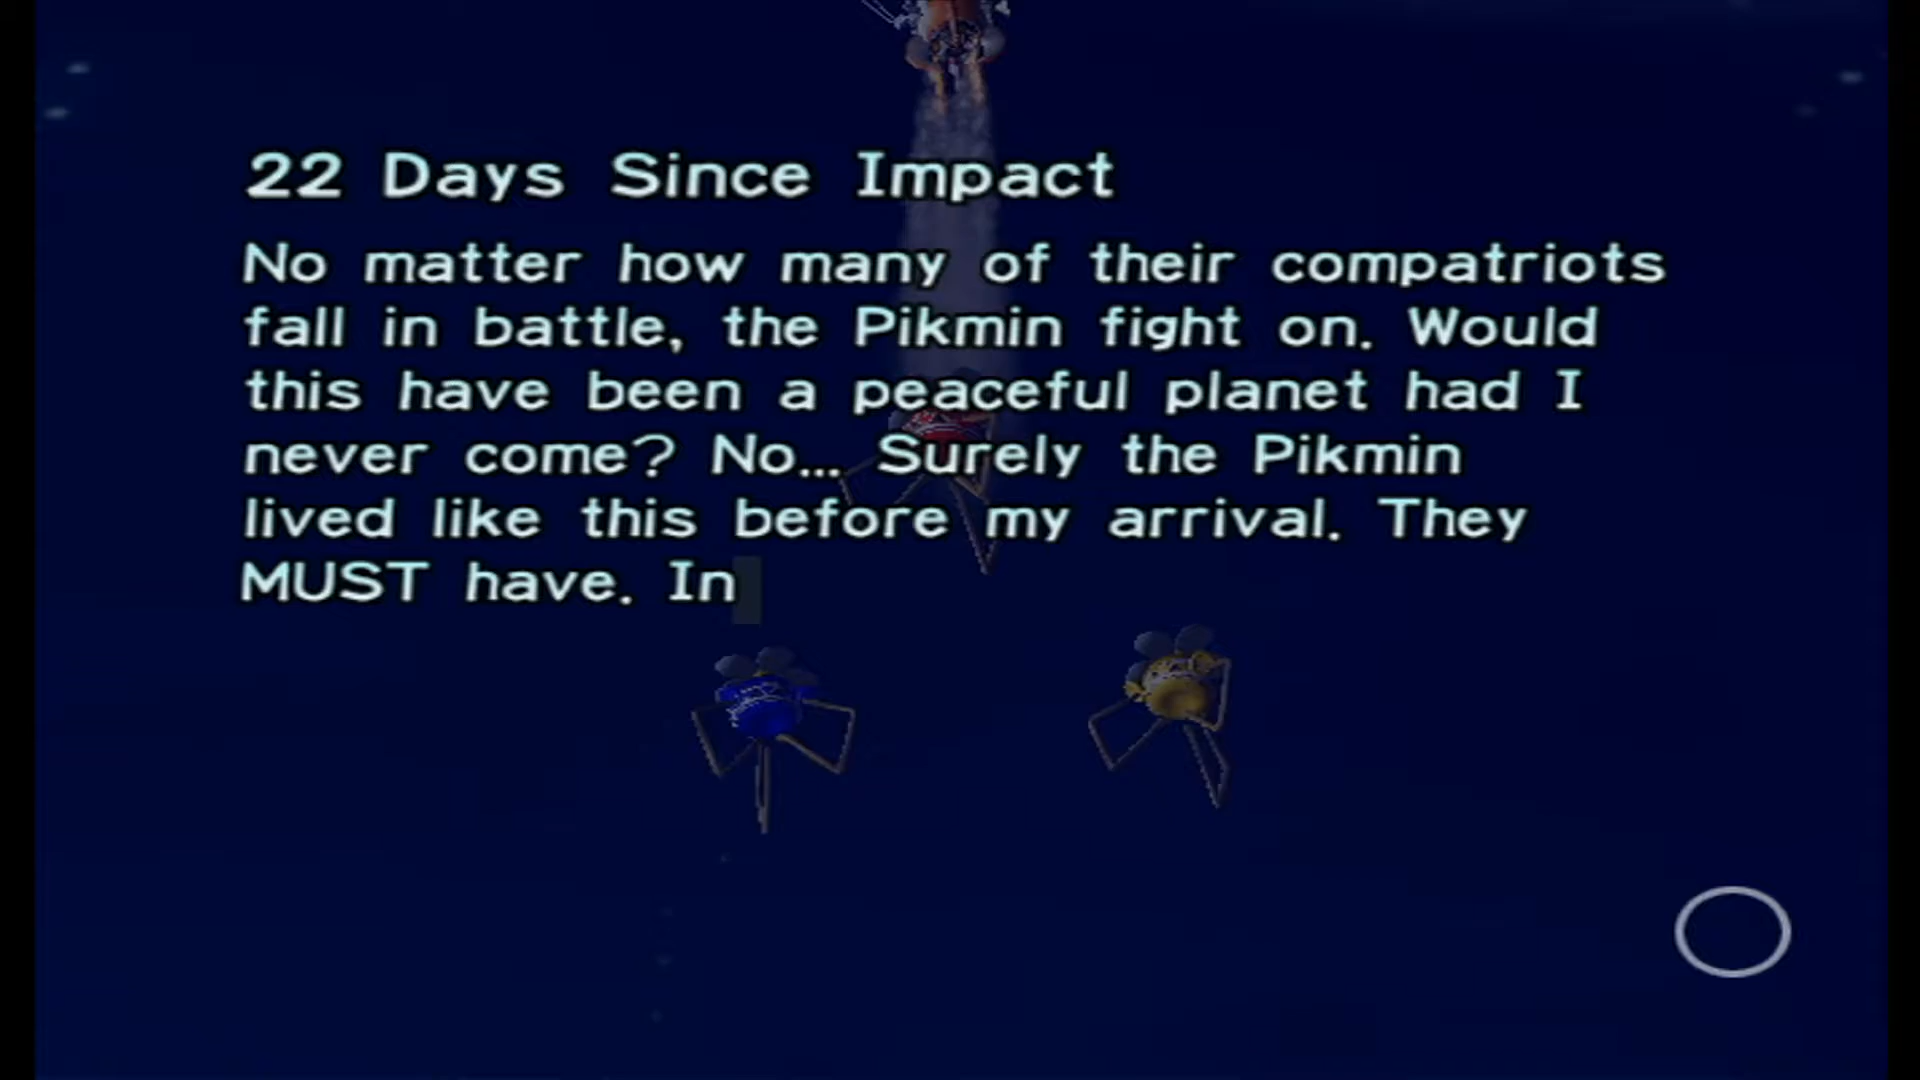 22 Days Since Impact
No matter how many of their compatriots
fall in battle, the Pikmin fight on. Would
this have been a peaceful planet had I
never come? No... Surely the Pikmin
lived like this before my arrival. They
MUST have. In